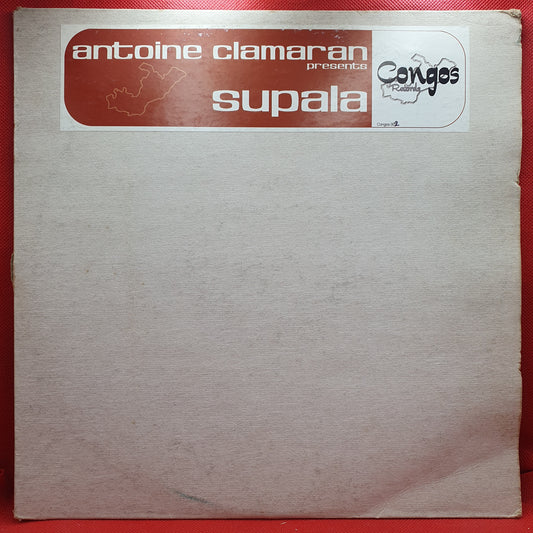 antoine clamaran
presents
supala
Congos
Records